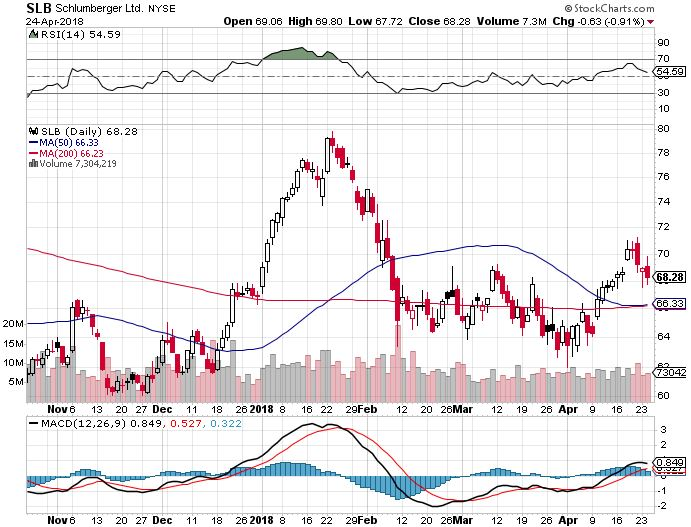 SLB Schlumberger Ltd. NYSE © StockCharts.com
24-Apr-2018 Open 69.06 High 69.80 Low 67.72 Close 68.28 Volume 7.3M Chg -0.63 (-0.91%)
RSI(14) 54.59
90
70
54.59
50
30
10
SLB (Daily) 68.28
MA(50) 66.33
MA(200) 66.23
Volume 7,304,219
80
78
76
74
72
70
68.28
66.33
64
62
60
20M
15M
10M
5M
73042
Nov 6 13 20 27 Dec 11 18 26 2018 8 16 22 29 Feb 12 20 26 Mar 12 19 26 Apr 9 16 23
MACD(12,26,9) 0.849, 0.527, 0.322
3
2
1
0.849
0
-1
-2
Nov 6 13 20 27 Dec 11 18 26 2018 8 16 22 29 Feb 12 20 26 Mar 12 19 26 Apr 9 16 23